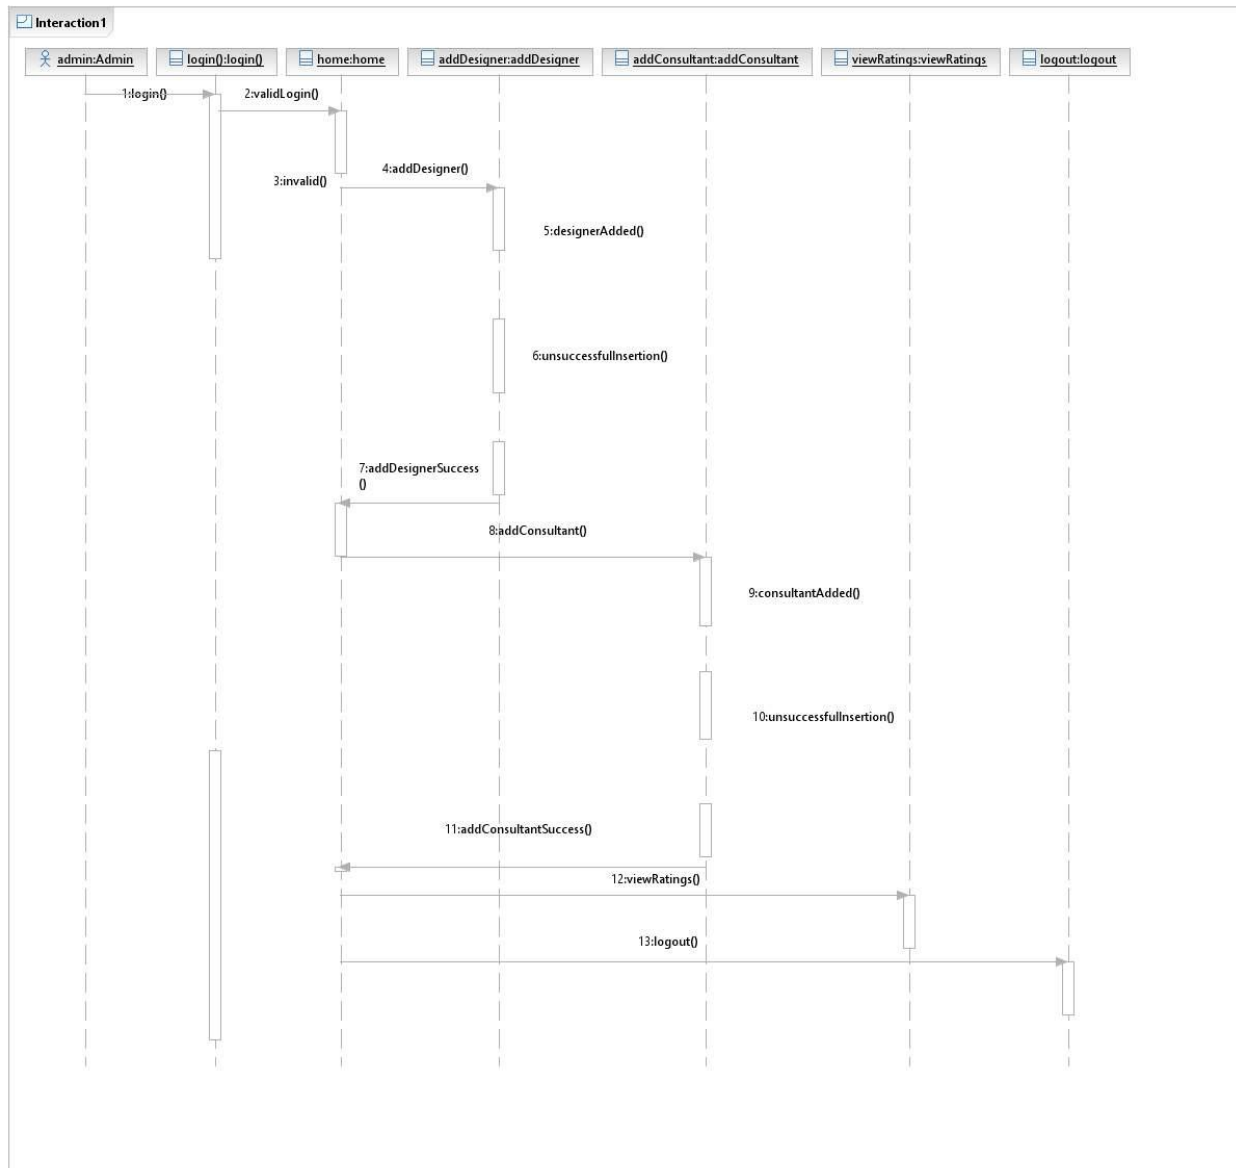 Interaction1
admin:Admin
login():login()
home:home
addDesigner:addDesigner
addConsultant:addConsultant
viewRatings:viewRatings
logout:logout
1:login()
2:validLogin()
3:invalid()
4:addDesigner()
5:designerAdded()
6:unsuccessfulInsertion()
7:addDesignerSuccess
()
8:addConsultant()
9:consultantAdded()
10:unsuccessfulInsertion()
11:addConsultantSuccess()
12:viewRatings()
13:logout()